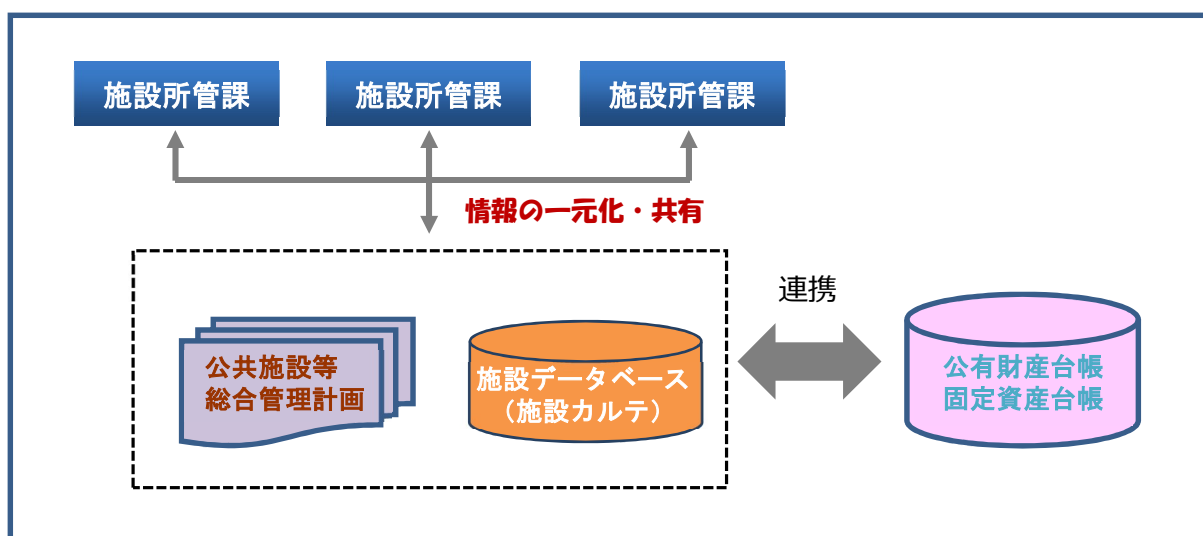 施設所管課
施設所管課
施設所管課
情報の一元化・共有
連携
公共施設等
総合管理計画
施設データベース
（施設カルテ）
公有財産台帳
固定資産台帳